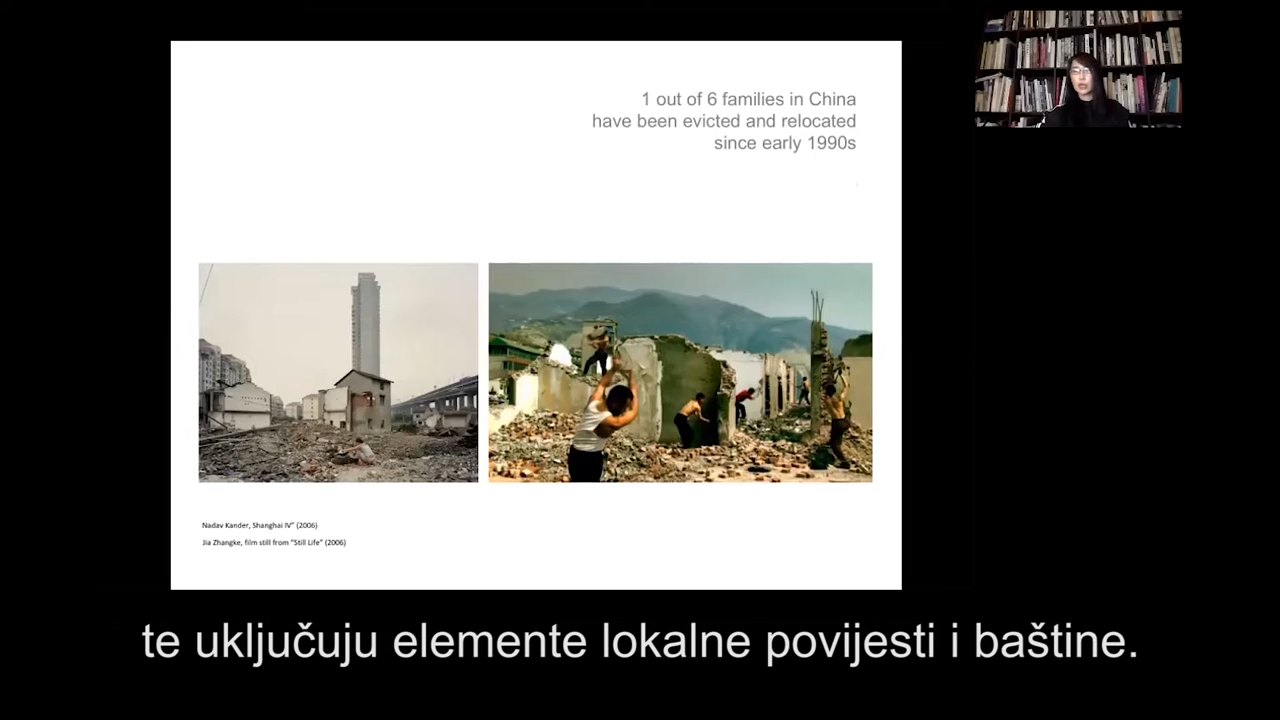 1 out of 6 families in China
have been evicted and relocated
since early 1990s
Nadav Kander, Shanghai IV” (2006)
Jia Zhangke, film still from “Still Life” (2006)
te uključuju elemente lokalne povijesti i baštine.